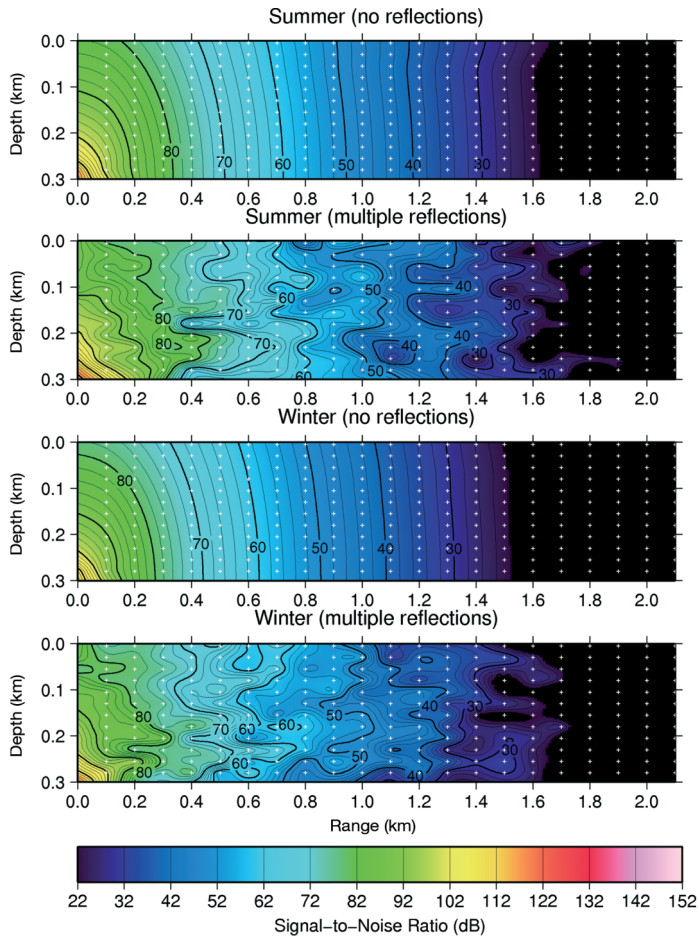 Summer (no reflections)
Depth (km)
0.0
0.1
0.2
0.3
80 70 60 50 40 30
0.0 0.2 0.4 0.6 0.8 1.0 1.2 1.4 1.6 1.8 2.0
Summer (multiple reflections)
Depth (km)
0.0
0.1
0.2
0.3
60 50 40 30
80 70 40
80 70 40 30
60 50 30
0.0 0.2 0.4 0.6 0.8 1.0 1.2 1.4 1.6 1.8 2.0
Winter (no reflections)
Depth (km)
0.0
0.1
0.2
0.3
80 70 60 50 40 30
0.0 0.2 0.4 0.6 0.8 1.0 1.2 1.4 1.6 1.8 2.0
Winter (multiple reflections)
Depth (km)
0.0
0.1
0.2
0.3
80 50 40 30
70 60 60 30
80 60 50 40
0.0 0.2 0.4 0.6 0.8 1.0 1.2 1.4 1.6 1.8 2.0
Range (km)
22 32 42 52 62 72 82 92 102 112 122 132 142 152
Signal-to-Noise Ratio (dB)